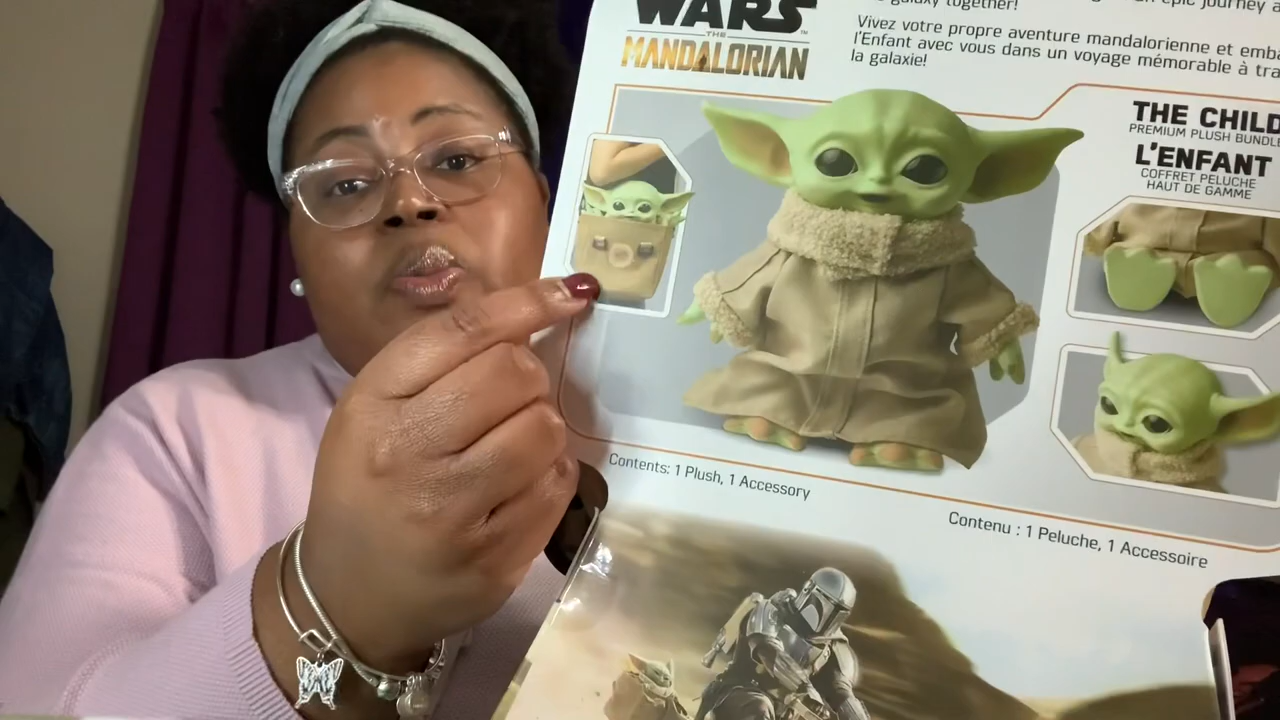 galaxy together!
epic journey
Vivez votre propre aventure mandalorienne et
l'Enfant avec vous dans un voyage mémorable à
la galaxie!
WARS
THE
MANDALORIAN
THE CHILD
PREMIUM PLUSH BUNDLE
L'ENFANT
COFFRET PELUCHE
HAUT DE GAMME
Contents: 1 Plush, 1 Accessory
Contenu : 1 Peluche, 1 Accessoire